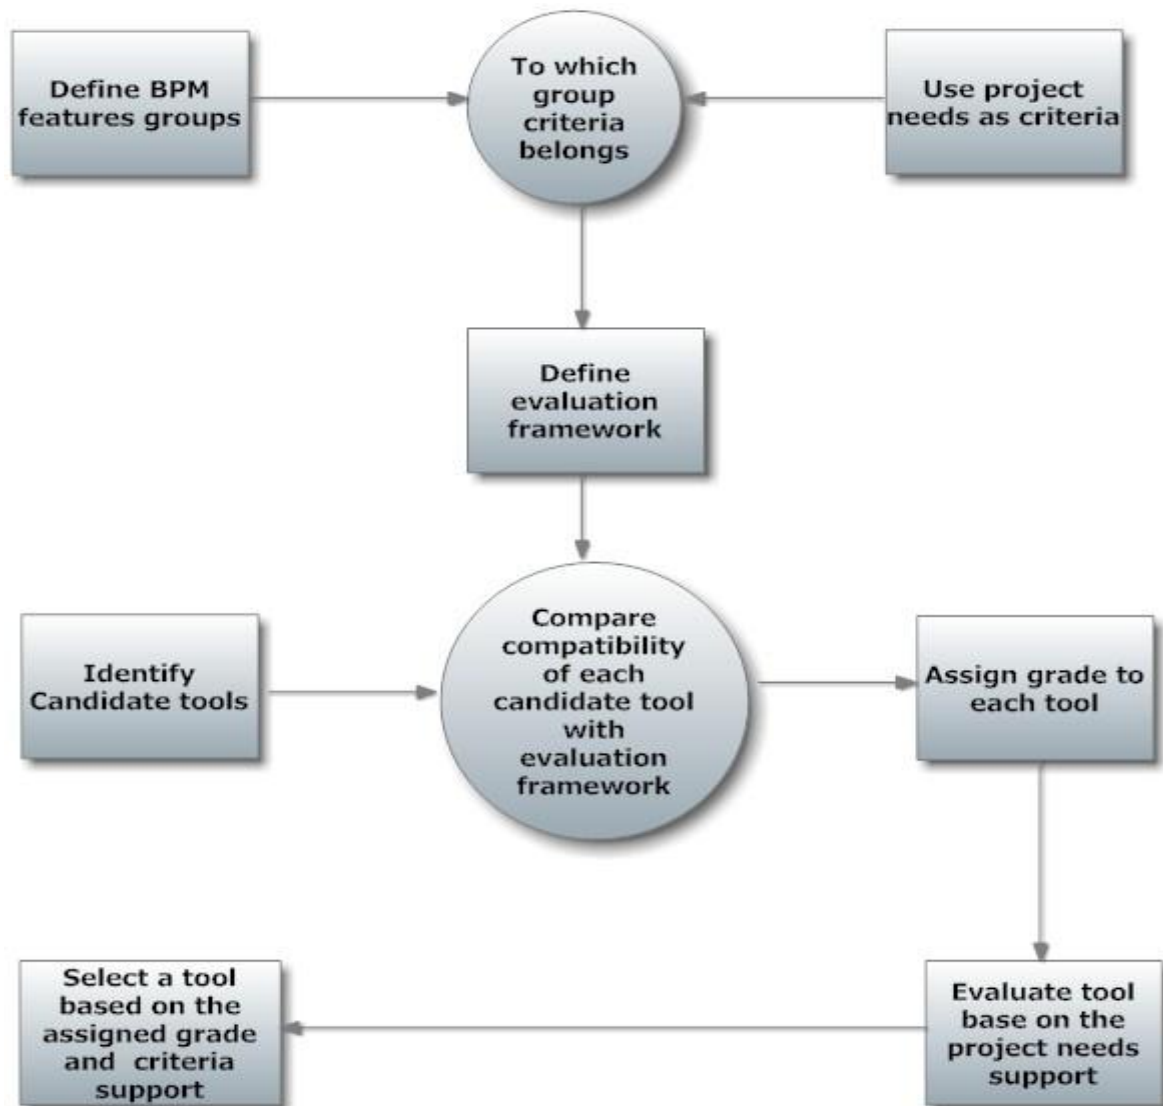 Define BPM
features groups
To which
group
criteria
belongs
Use project
needs as criteria
Define
evaluation
framework
Identify
Candidate tools
Compare
compatibility
of each
candidate tool
with
evaluation
framework
Assign grade to
each tool
Select a tool
based on the
assigned grade
and criteria
support
Evaluate tool
base on the
project needs
support